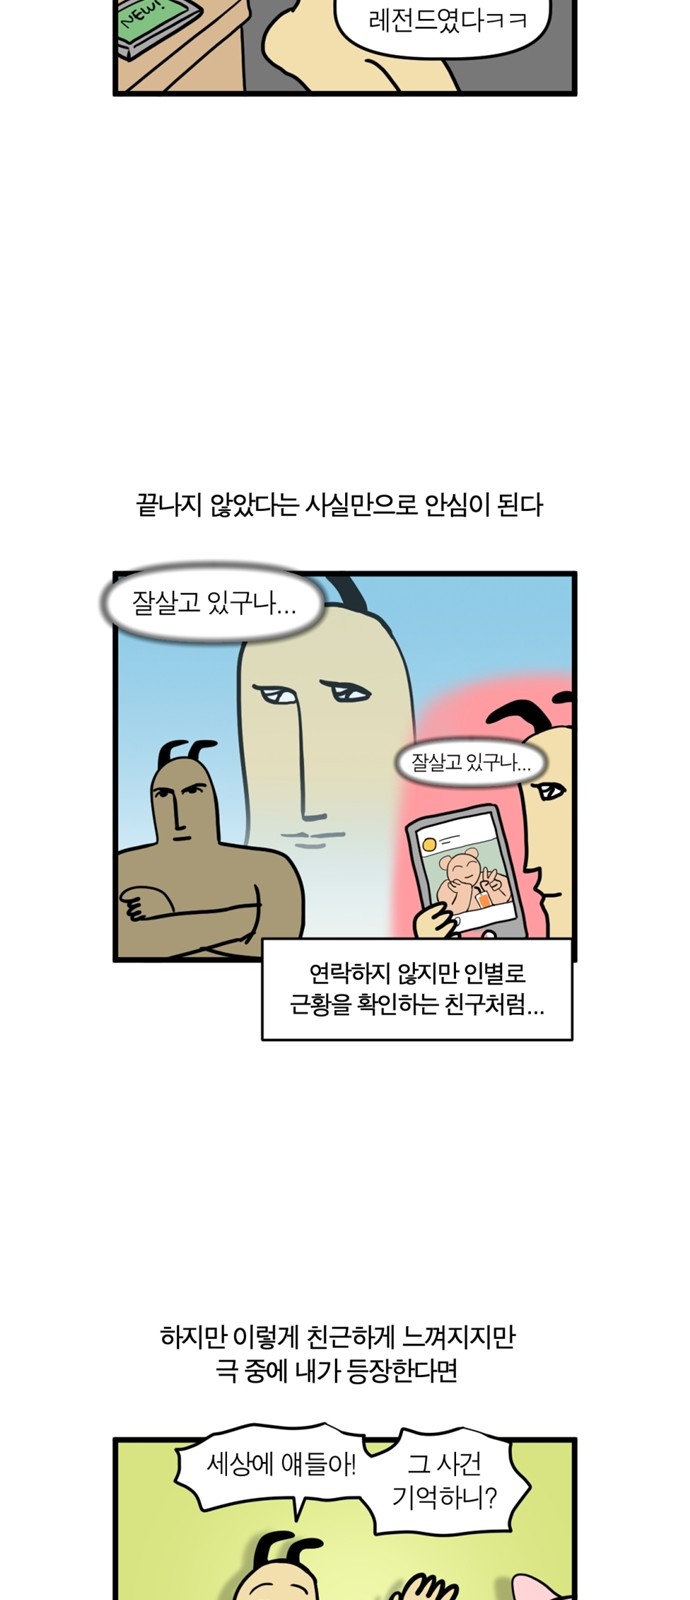 NEW!
레전드였다ㅋㅋ
끝나지 않았다는 사실만으로 안심이 된다
잘살고 있구나...
잘살고 있구나...
연락하지 않지만 인별로
근황을 확인하는 친구처럼...
하지만 이렇게 친근하게 느껴지지만
극 중에 내가 등장한다면
세상에 얘들아!
그 사건
기억하니?